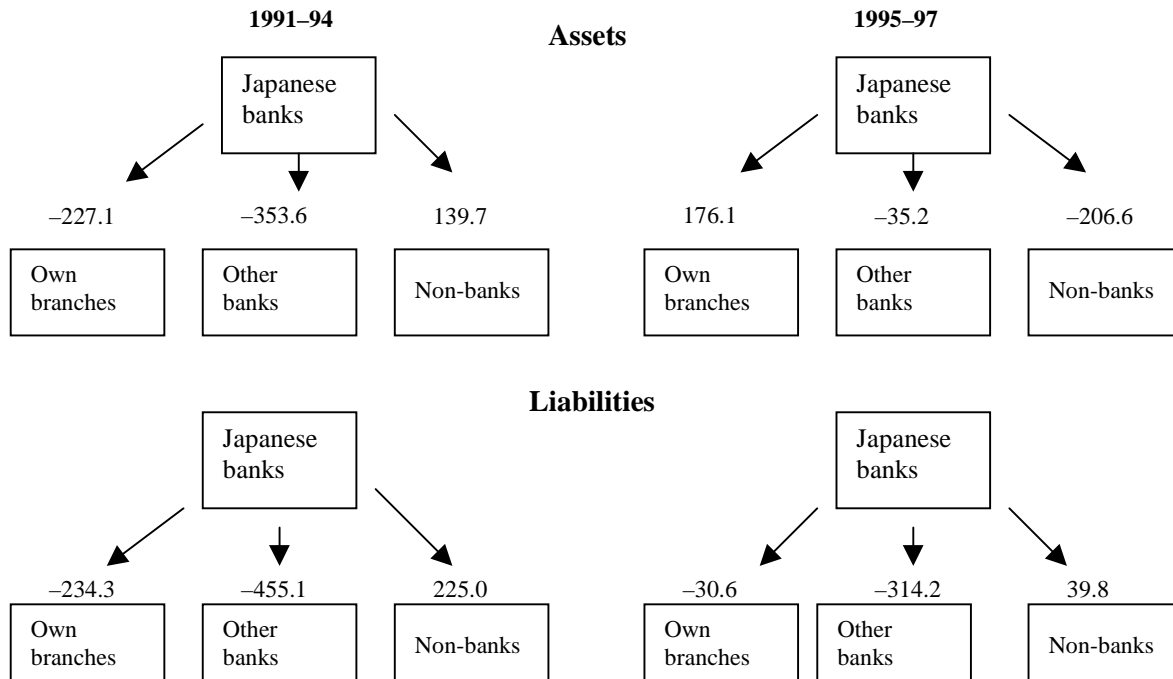 1991–94
Assets
1995–97
Japanese
banks
Japanese
banks
–227.1
–353.6
139.7
176.1
–35.2
–206.6
Own
branches
Other
banks
Non-banks
Own
branches
Other
banks
Non-banks
Liabilities
Japanese
banks
Japanese
banks
–234.3
–455.1
225.0
–30.6
–314.2
39.8
Own
branches
Other
banks
Non-banks
Own
branches
Other
banks
Non-banks